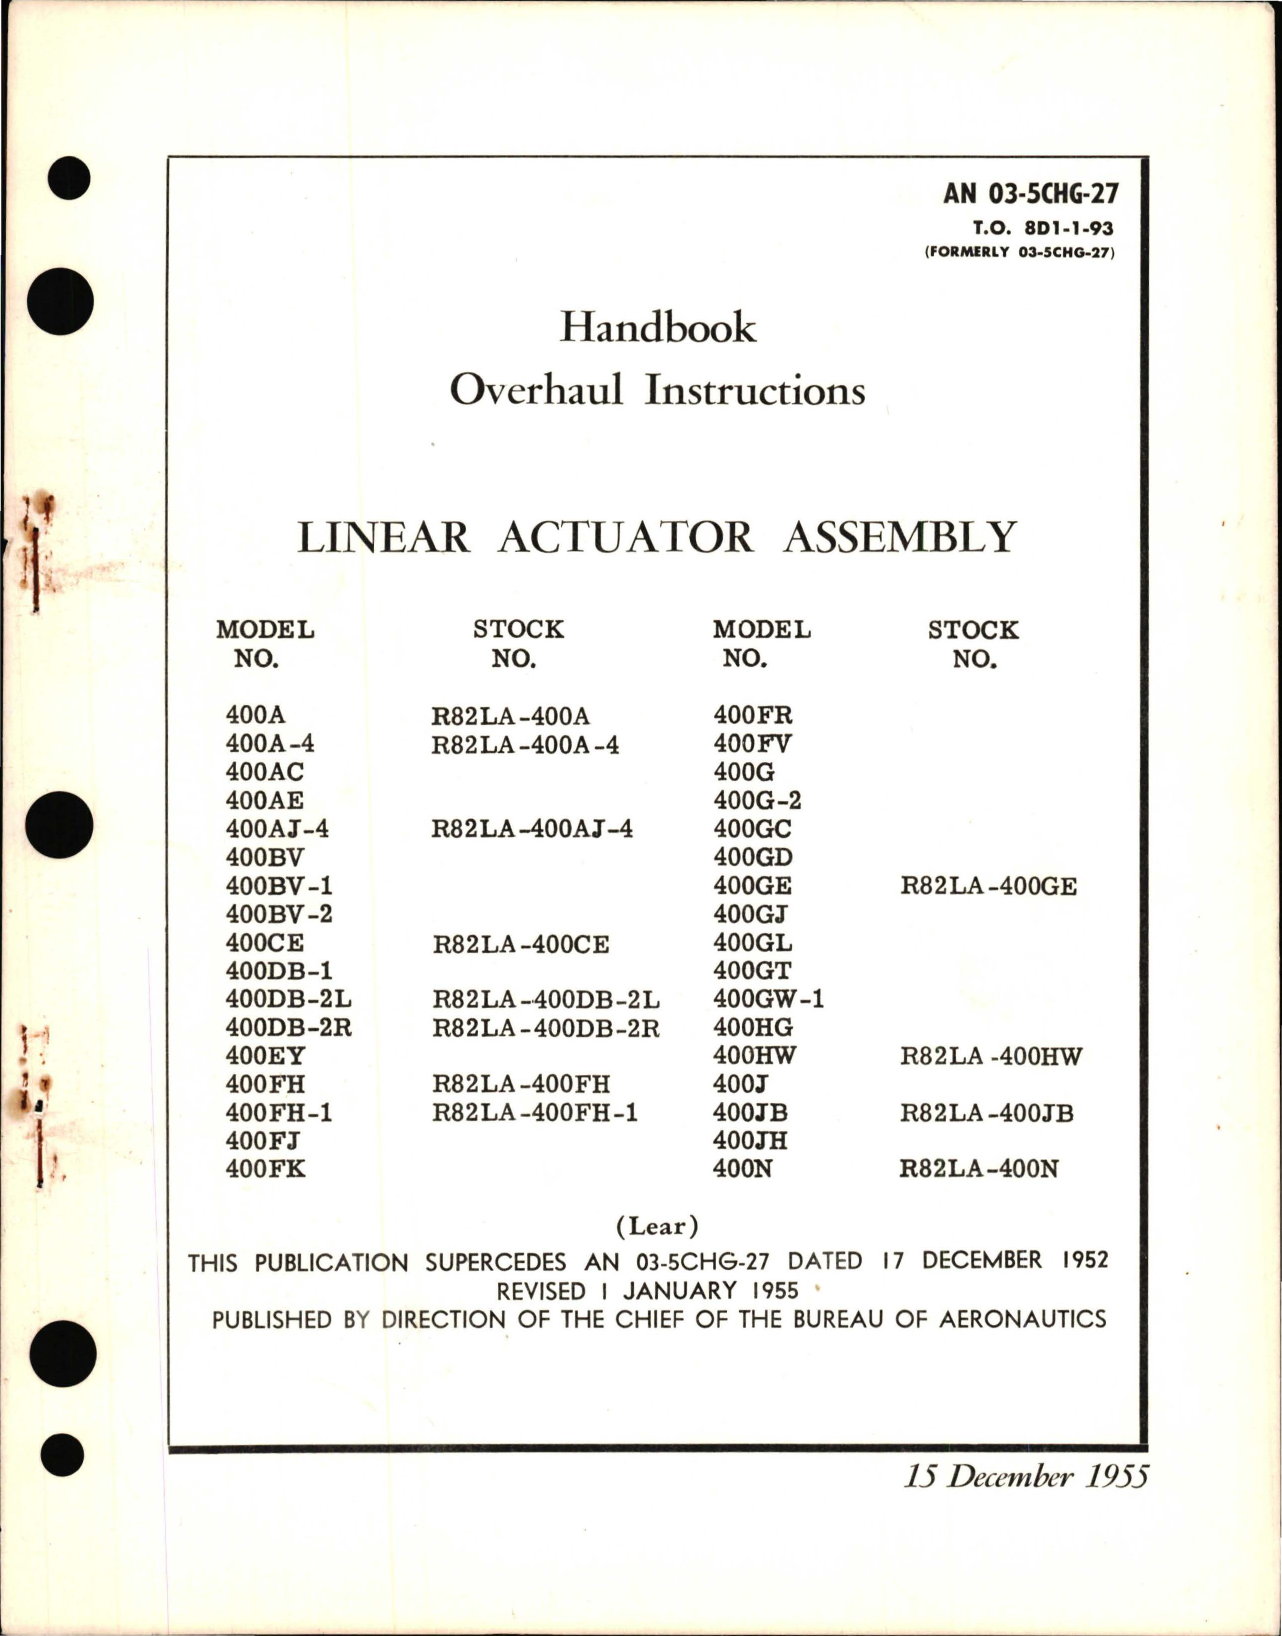 AN 03-5CHG-27
T.O. 8D1-1-93
(FORMERLY 03-5CHG-27)
Handbook
Overhaul Instructions
LINEAR ACTUATOR ASSEMBLY
MODEL STOCK MODEL STOCK
NO. NO. NO. NO.
400A R82LA-400A 400FR
400A-4 R82LA-400A-4 400FV
400AC 400G
400AE 400G-2
400AJ-4 R82LA-400AJ-4 400GC
400BV 400GD
400BV-1 400GE R82LA-400GE
400BV-2 400GJ
400CE R82LA-400CE 400GL
400DB-1 400GT
400DB-2L R82LA-400DB-2L 400GW-1
400DB-2R R82LA-400DB-2R 400HG
400EY 400HW R82LA-400HW
400FH R82LA-400FH 400J
400FH-1 R82LA-400FH-1 400JB R82LA-400JB
400FJ 400JH
400FK 400N R82LA-400N
(Lear)
THIS PUBLICATION SUPERCEDES AN 03-5CHG-27 DATED 17 DECEMBER 1952
REVISED 1 JANUARY 1955
PUBLISHED BY DIRECTION OF THE CHIEF OF THE BUREAU OF AERONAUTICS
15 December 1955